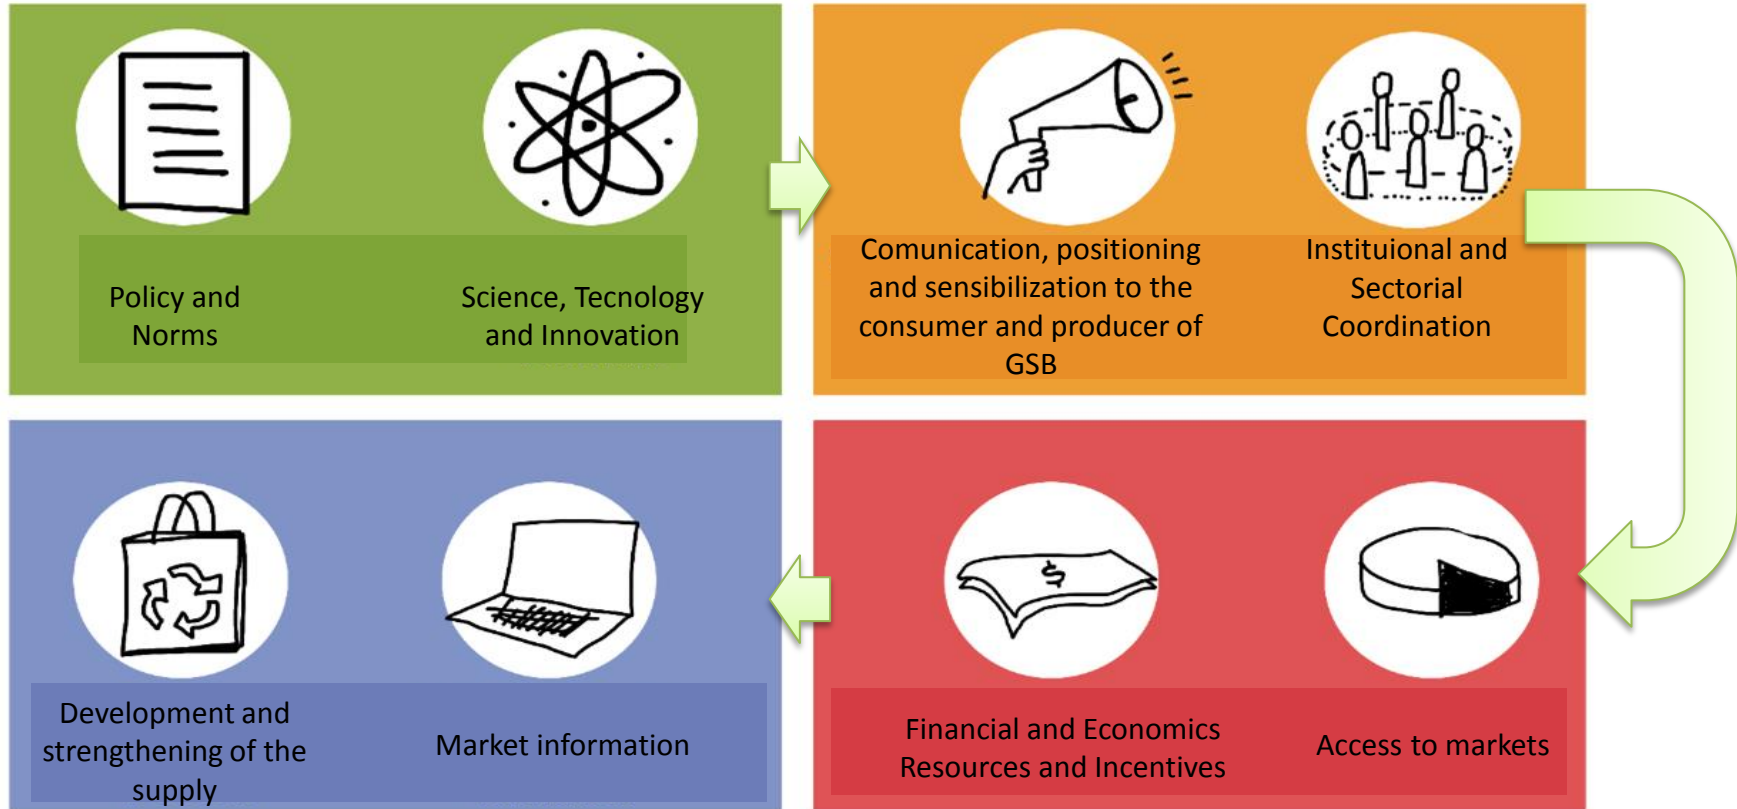 Policy and
Norms
Science, Tecnology
and Innovation
Comunication, positioning
and sensibilization to the
consumer and producer of
GSB
Instituional and
Sectorial
Coordination
Development and
strengthening of the
supply
Market information
Financial and Economics
Resources and Incentives
Access to markets
$